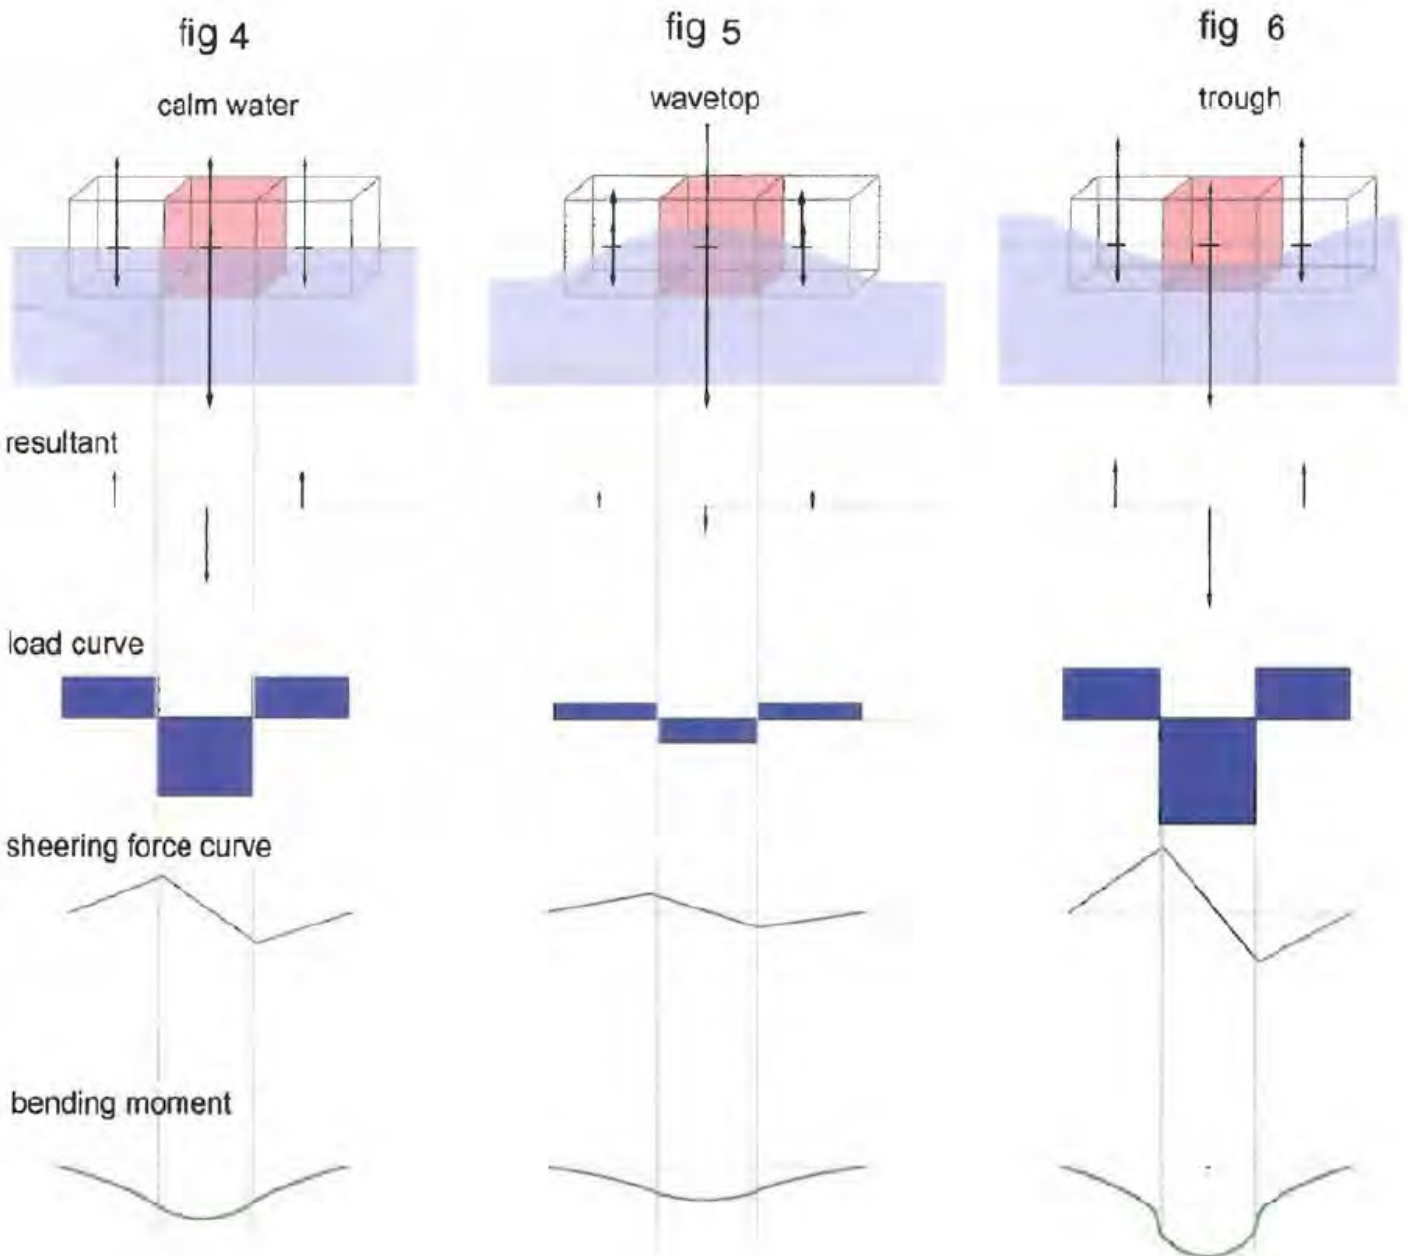 fig 4
fig 5
fig 6
calm water
wavetop
trough
resultant
load curve
sheering force curve
bending moment